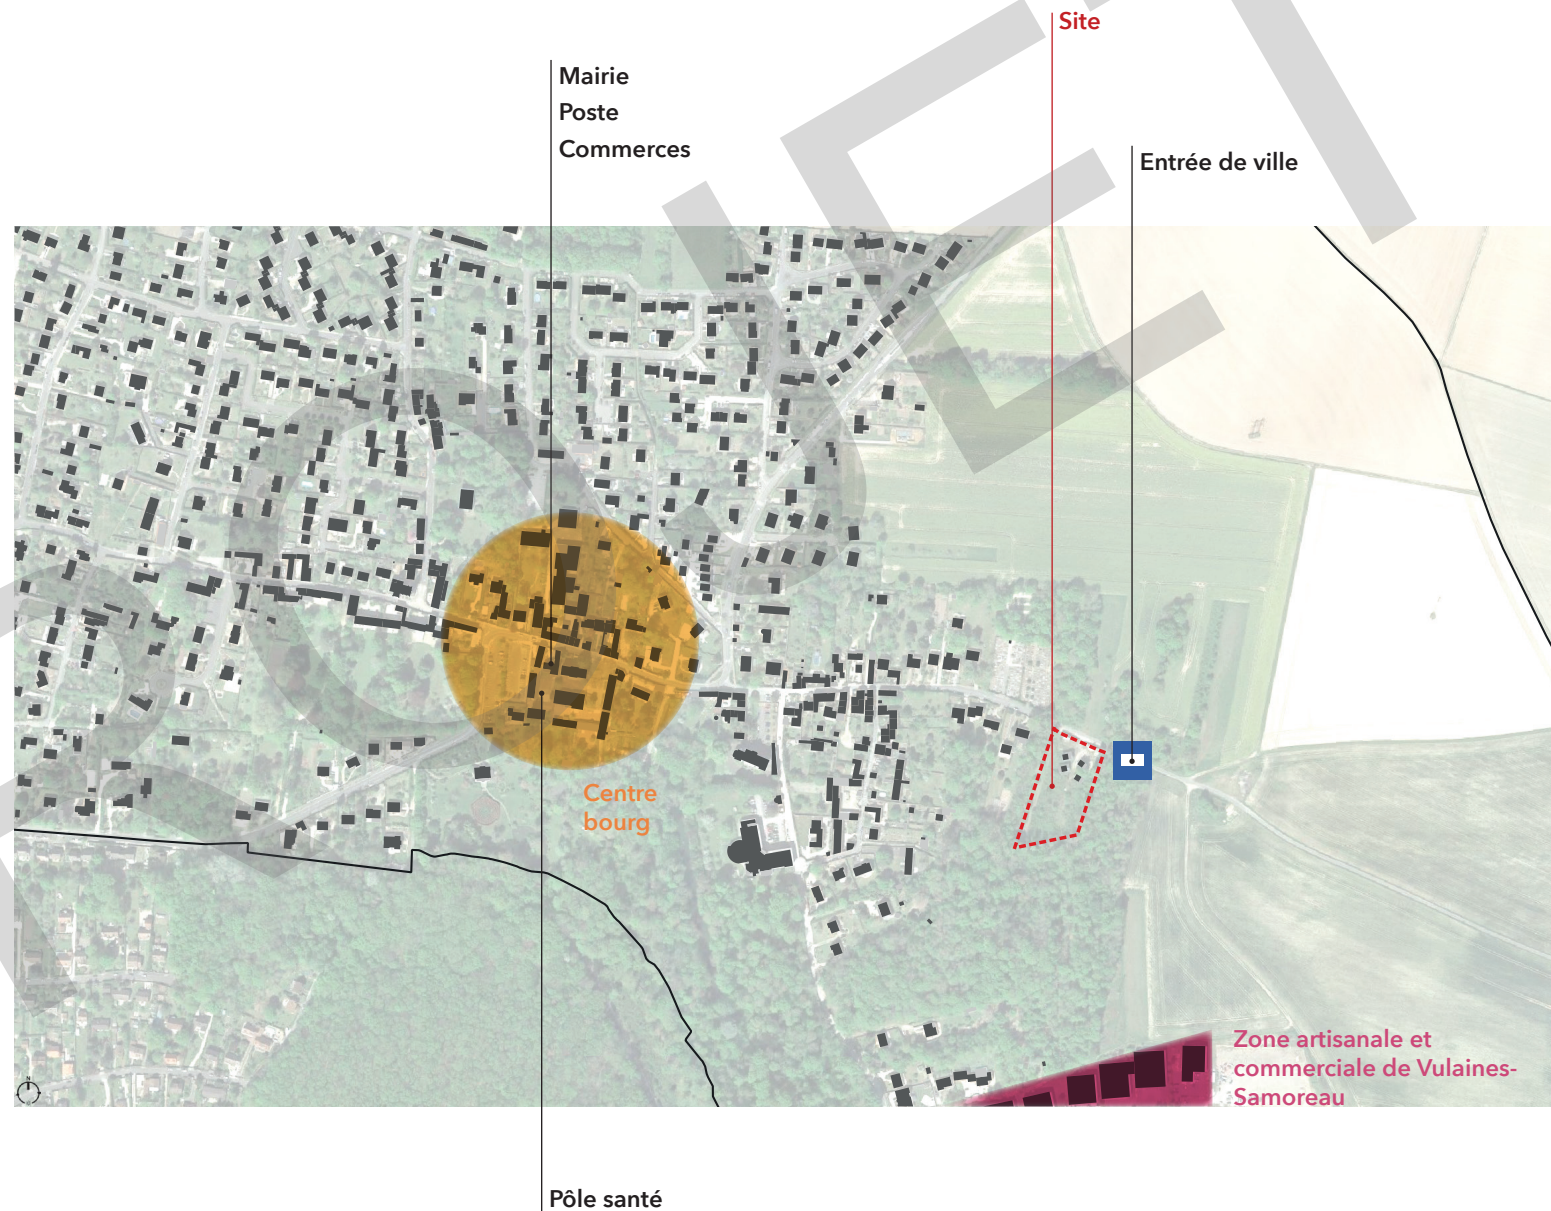 Site
Mairie
Poste
Commerces
Entrée de ville
Centre
bourg
Zone artisanale et
commerciale de Vulaines-
Samoreau
N
Pôle santé